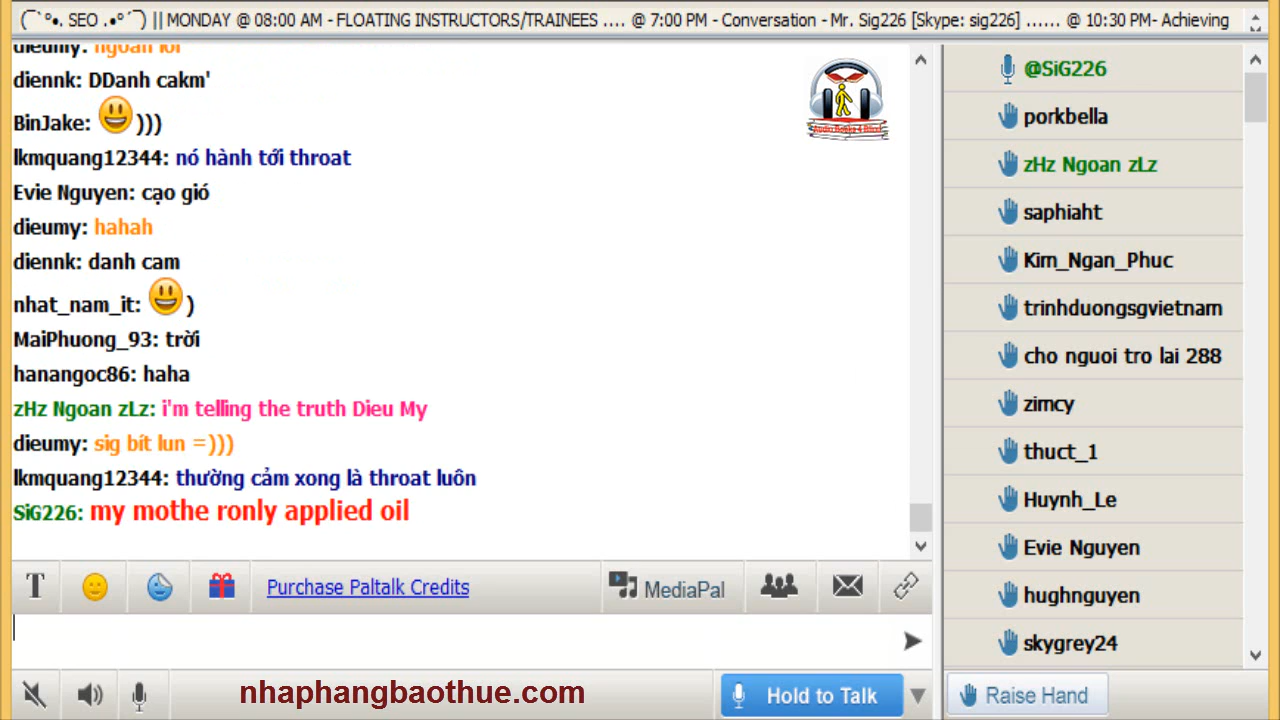 (¯`°•. SEO .•°´¯) || MONDAY @ 08:00 AM - FLOATING INSTRUCTORS/TRAINEES .... @ 7:00 PM - Conversation - Mr. Sig226 [Skype: sig226] ...... @ 10:30 PM- Achieving
dieumy: ngoan loi
diennk: DDanh cakm'
BinJake: )))
lkmquang12344: nó hành tới throat
Evie Nguyen: cạo gió
dieumy: hahah
diennk: danh cam
nhat_nam_it: )
MaiPhuong_93: trời
hanangoc86: haha
zHz Ngoan zLz: i'm telling the truth Dieu My
dieumy: sig bít lun =)))
lkmquang12344: thường cảm xong là throat luôn
SiG226: my mothe ronly applied oil
T
Purchase Paltalk Credits
MediaPal
nhaphangbaothue.com
Hold to Talk
@SiG226
porkbella
zHz Ngoan zLz
saphiaht
Kim_Ngan_Phuc
trinhduongsgvietnam
cho nguoi tro lai 288
zimcy
thuct_1
Huynh_Le
Evie Nguyen
hughnguyen
skygrey24
Raise Hand